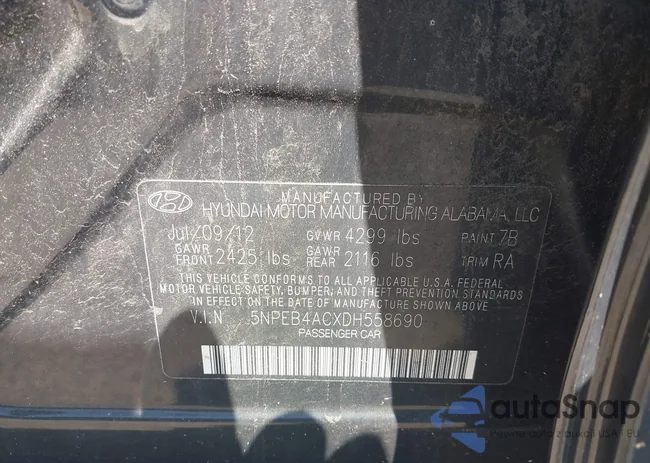 MANUFACTURED BY
HYUNDAI MOTOR MANUFACTURING ALABAMA, LLC
Jul/09/12 GVWR 4299 lbs PAINT 7B
GAWR FRONT 2425 lbs GAWR REAR 2116 lbs TRIM RA
THIS VEHICLE CONFORMS TO ALL APPLICABLE U.S.A. FEDERAL
MOTOR VEHICLE SAFETY, BUMPER, AND THEFT PREVENTION STANDARDS
IN EFFECT ON THE DATE OF MANUFACTURE SHOWN ABOVE
V.I.N 5NPEB4ACXDH558690
PASSENGER CAR
autoSnap